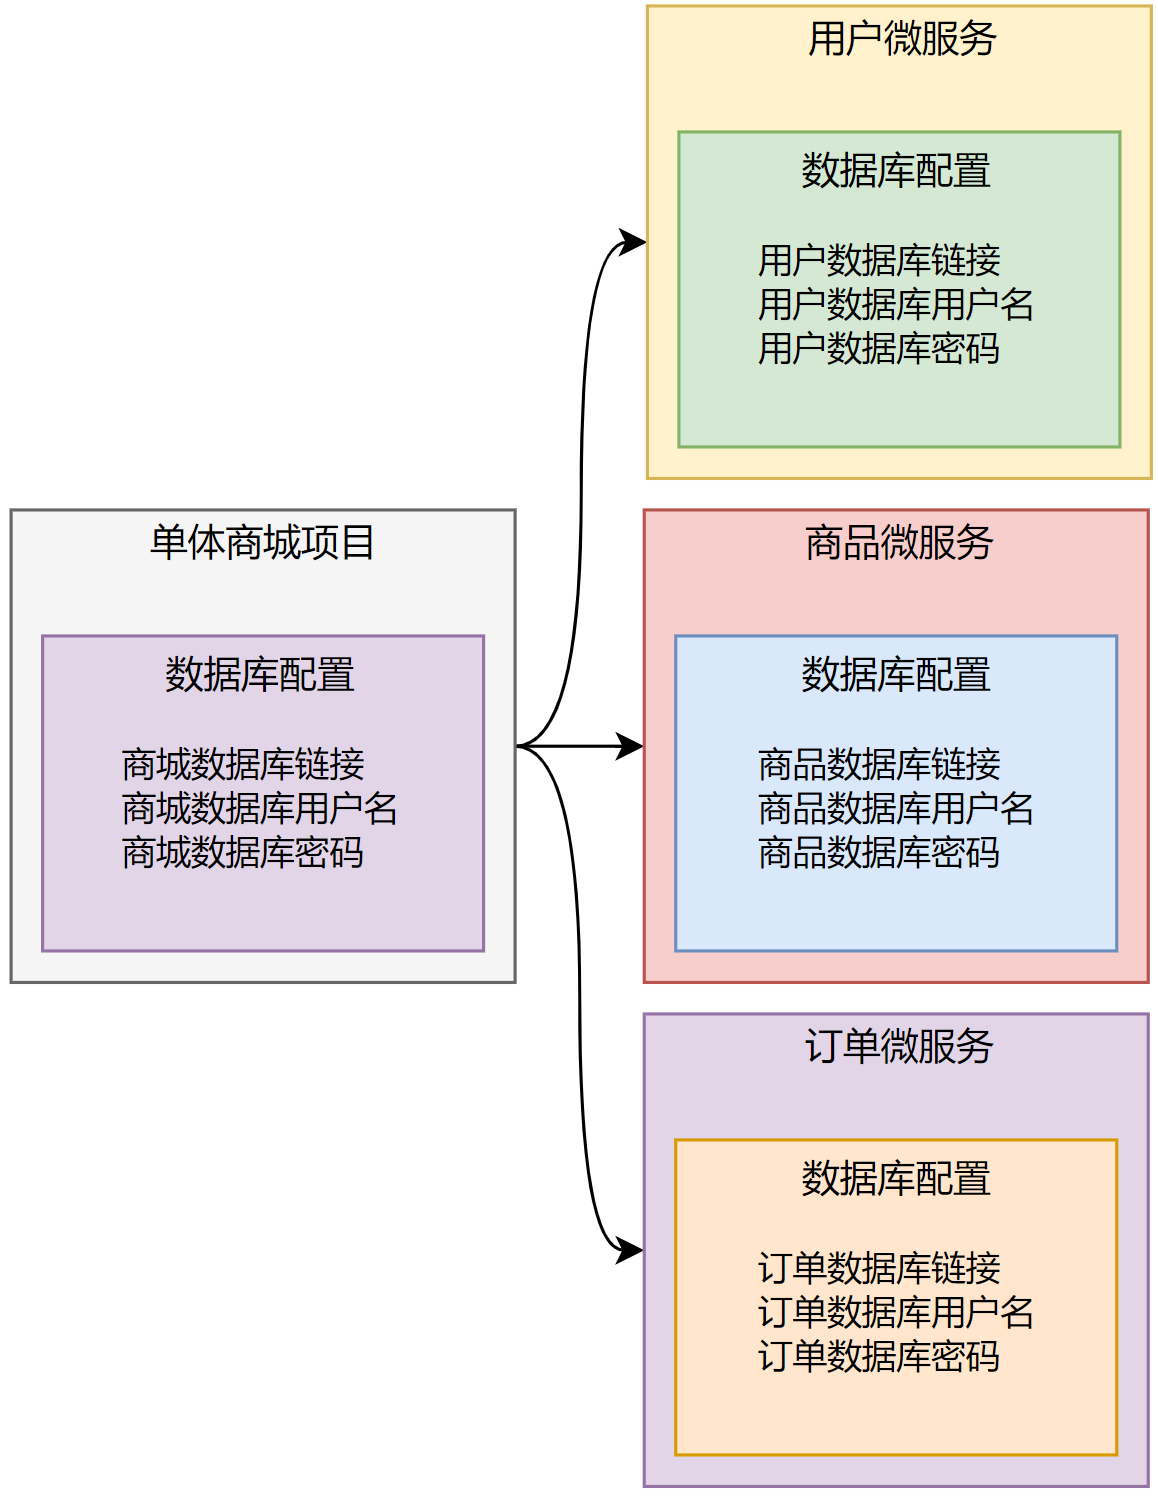 单体商城项目
数据库配置
商城数据库链接
商城数据库用户名
商城数据库密码
用户微服务
数据库配置
用户数据库链接
用户数据库用户名
用户数据库密码
商品微服务
数据库配置
商品数据库链接
商品数据库用户名
商品数据库密码
订单微服务
数据库配置
订单数据库链接
订单数据库用户名
订单数据库密码